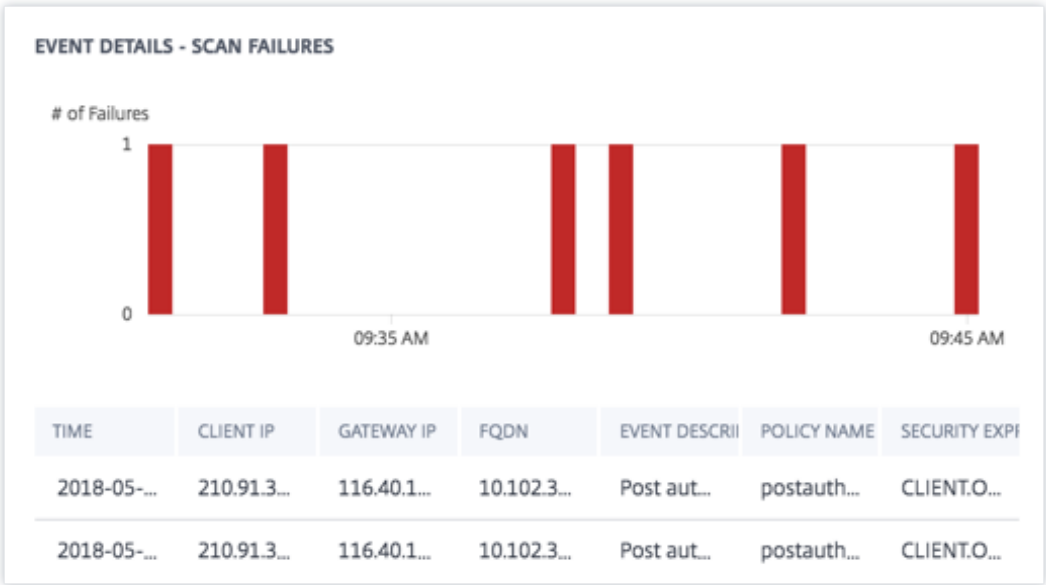 EVENT DETAILS - SCAN FAILURES
# of Failures
1
0
09:35 AM 09:45 AM
TIME CLIENT IP GATEWAY IP FQDN EVENT DESCRI POLICY NAME SECURITY EXP
2018-05-... 210.91.3... 116.40.1... 10.102.3... Post aut... postauth... CLIENT.O...
2018-05-... 210.91.3... 116.40.1... 10.102.3... Post aut... postauth... CLIENT.O...